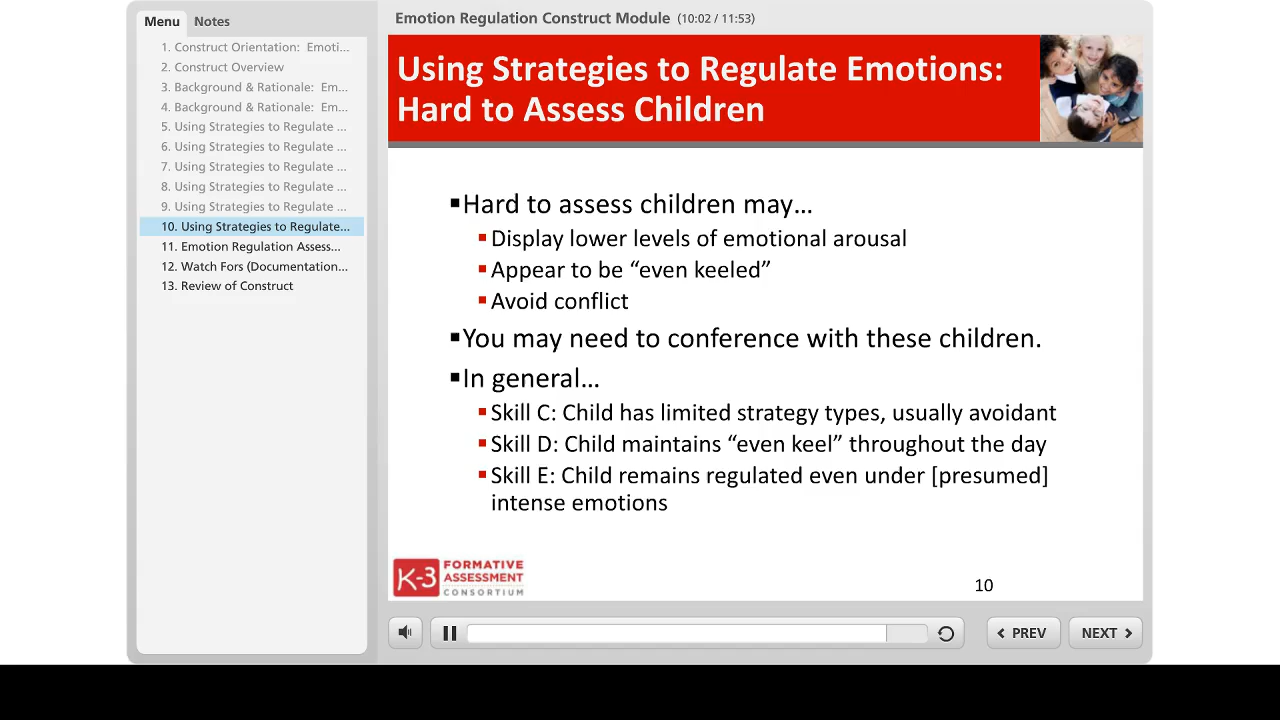 Menu
Notes
Emotion Regulation Construct Module (10:02 / 11:53)
1. Construct Orientation: Emoti...
2. Construct Overview
3. Background & Rationale: Em...
4. Background & Rationale: Em...
5. Using Strategies to Regulate ...
6. Using Strategies to Regulate ...
7. Using Strategies to Regulate ...
8. Using Strategies to Regulate ...
9. Using Strategies to Regulate ...
10. Using Strategies to Regulate...
11. Emotion Regulation Assess...
12. Watch Fors (Documentation...
13. Review of Construct
Using Strategies to Regulate Emotions:
Hard to Assess Children
▪Hard to assess children may…
▪Display lower levels of emotional arousal
▪Appear to be “even keeled”
▪Avoid conflict
▪You may need to conference with these children.
▪In general…
▪Skill C: Child has limited strategy types, usually avoidant
▪Skill D: Child maintains “even keel” throughout the day
▪Skill E: Child remains regulated even under [presumed]
intense emotions
K-3 FORMATIVE
ASSESSMENT
CONSORTIUM
10
PREV
NEXT